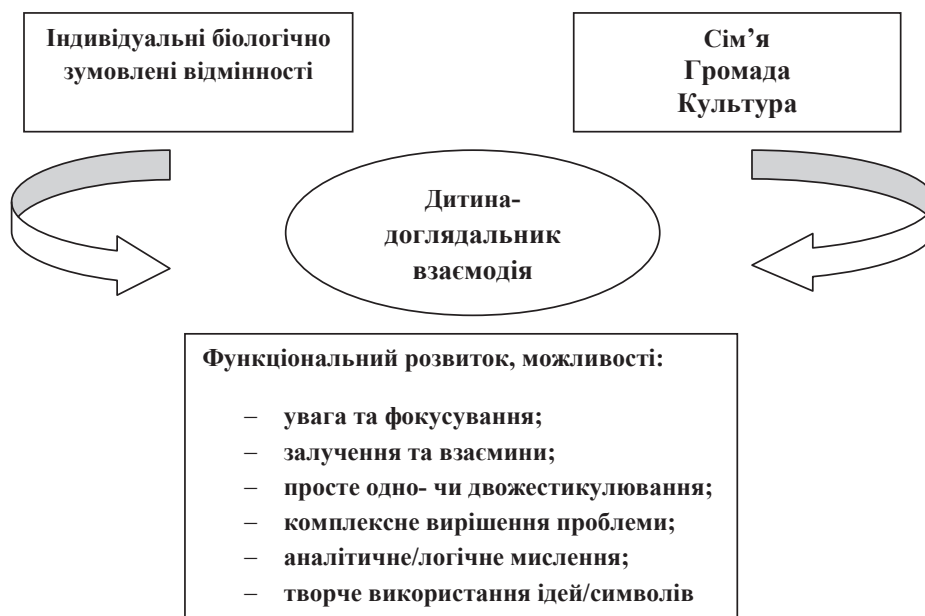 Індивідуальні біологічно
зумовлені відмінності
Сім’я
Громада
Культура
Дитина-
доглядальник
взаємодія
Функціональний розвиток, можливості:
– увага та фокусування;
– залучення та взаємини;
– просте одно- чи двожестикулювання;
– комплексне вирішення проблеми;
– аналітичне/логічне мислення;
– творче використання ідей/символів